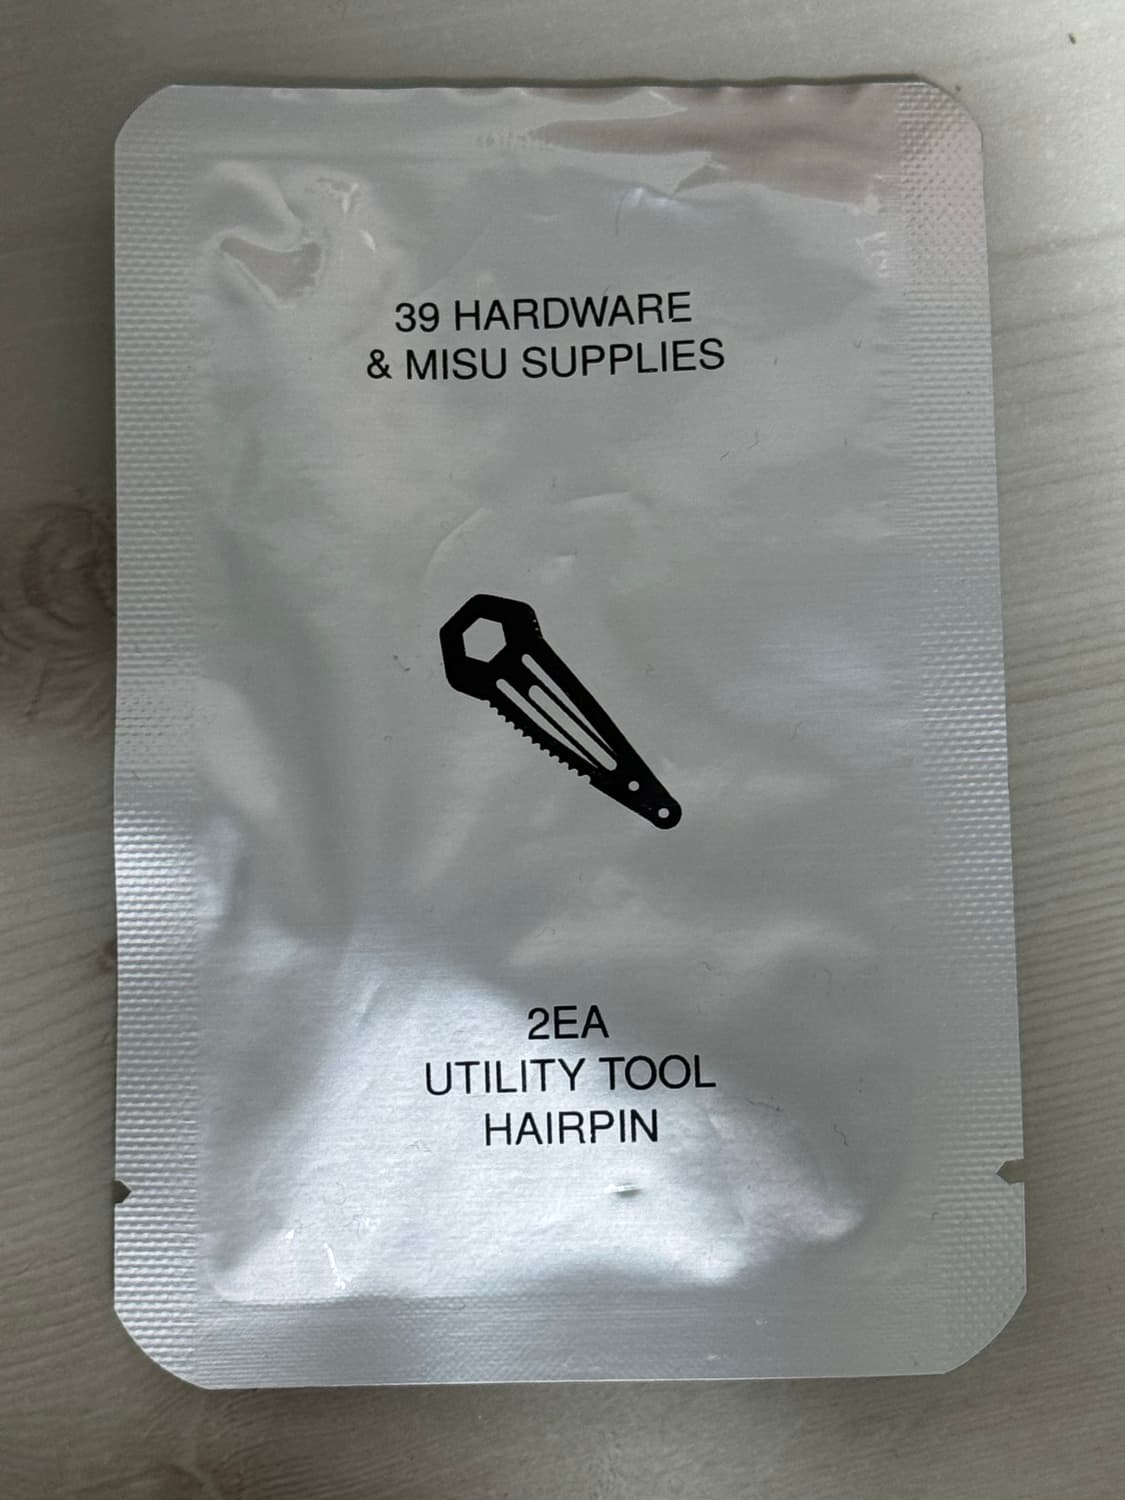 39 HARDWARE
& MISU SUPPLIES
2EA
UTILITY TOOL
HAIRPIN